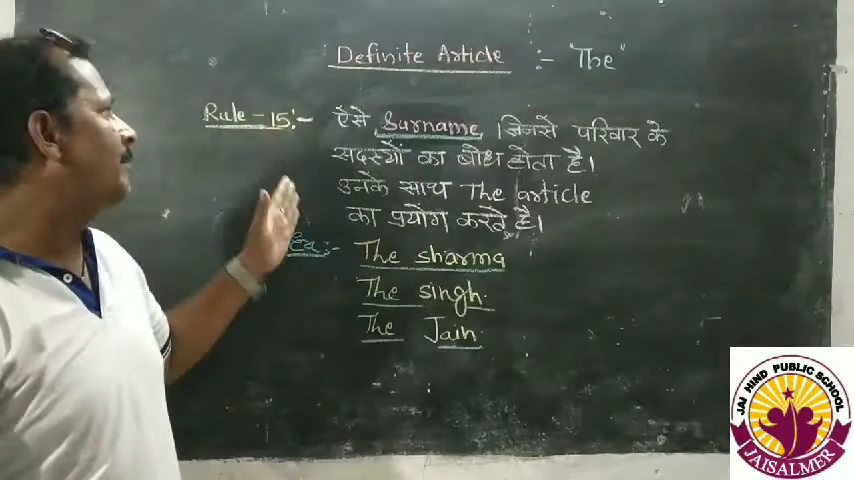 Definite Article :- "The"
Rule - 15:- ऐसे Surname जिनसे परिवार के
सदस्यों का बोध होता है।
उनके साथ The article
का प्रयोग करते है।
Ex:- The sharma
The singh.
The Jain.
JAI HIND PUBLIC SCHOOL
JAISALMER